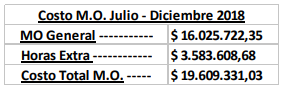 Costo M.O. Julio - Diciembre 2018
MO General ----------- $ 16.025.722,35
Horas Extra ------------ $ 3.583.608,68
Costo Total M.O. ----- $ 19.609.331,03